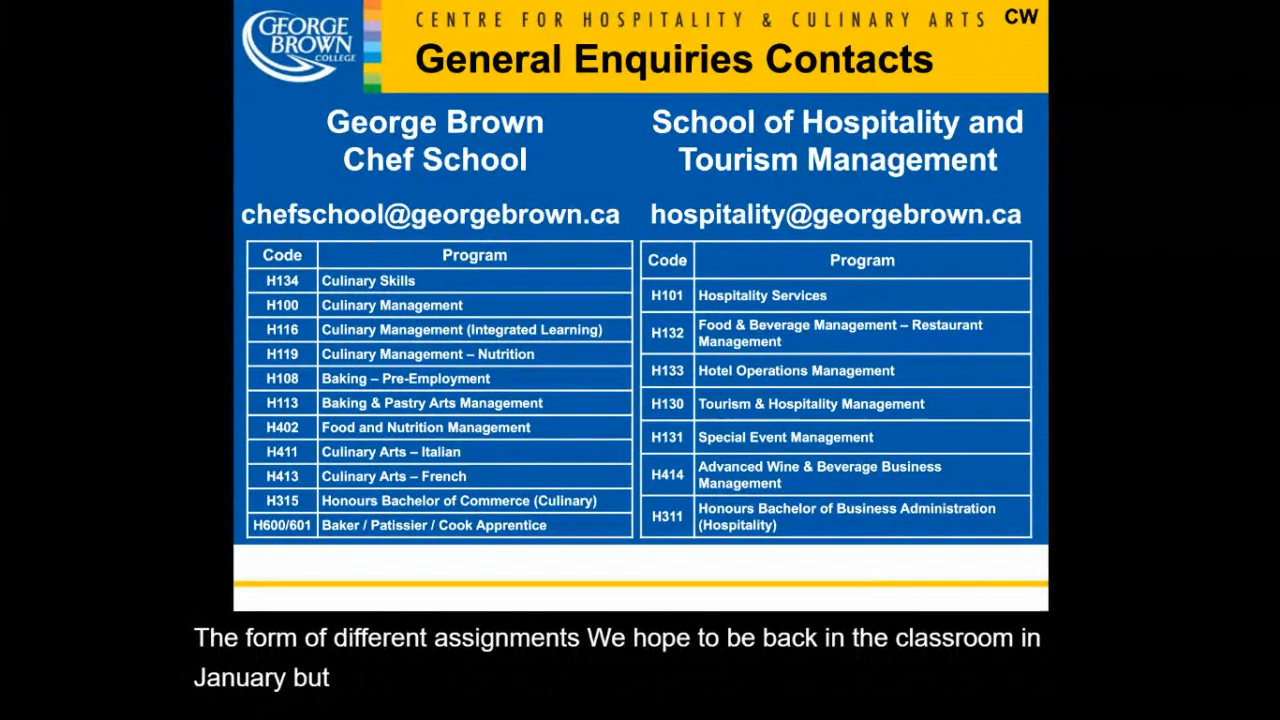 GEORGE
BROWN
COLLEGE
CENTRE FOR HOSPITALITY & CULINARY ARTS
CW
General Enquiries Contacts
George Brown
Chef School
chefschool@georgebrown.ca
Code Program
H134 Culinary Skills
H100 Culinary Management
H116 Culinary Management (Integrated Learning)
H119 Culinary Management – Nutrition
H108 Baking – Pre-Employment
H113 Baking & Pastry Arts Management
H402 Food and Nutrition Management
H411 Culinary Arts – Italian
H413 Culinary Arts – French
H315 Honours Bachelor of Commerce (Culinary)
H600/601 Baker / Patissier / Cook Apprentice
School of Hospitality and
Tourism Management
hospitality@georgebrown.ca
Code Program
H101 Hospitality Services
H132 Food & Beverage Management – Restaurant
Management
H133 Hotel Operations Management
H130 Tourism & Hospitality Management
H131 Special Event Management
H414 Advanced Wine & Beverage Business
Management
H311 Honours Bachelor of Business Administration
(Hospitality)
The form of different assignments We hope to be back in the classroom in
January but